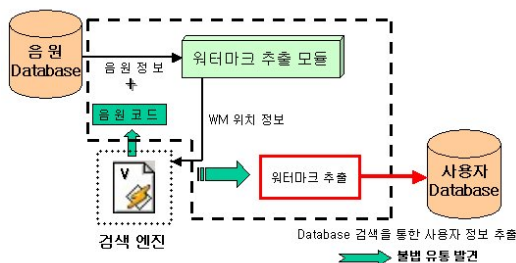 음 원
Database
음 원 정 보
+
음 원 코 드
워터마크 추출 모듈
WM 위치 정보
V
검색 엔진
워터마크 추출
사용자
Database
Database 검색을 통한 사용자 정보 추출
불법 유통 발견